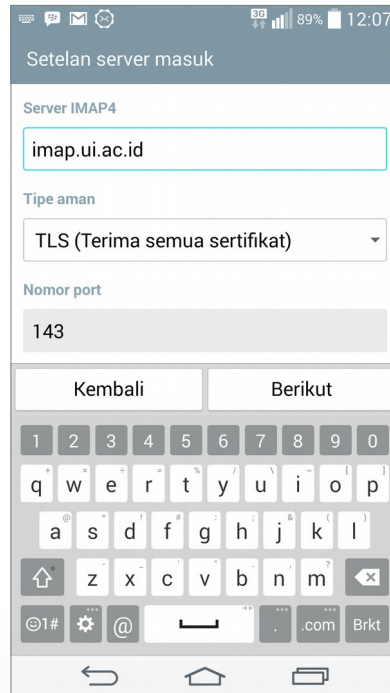 3G 89% 12:07
Setelan server masuk
Server IMAP4
imap.ui.ac.id
Tipe aman
TLS (Terima semua sertifikat)
Nomor port
143
Kembali Berikut
1 2 3 4 5 6 7 8 9 0
q w e r t y u i o p
a s d f g h j k l
z x c v b n m
1# @ . .com Brkt